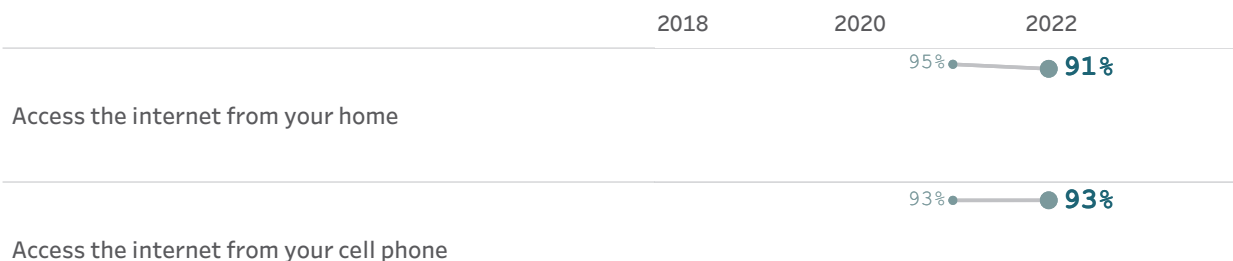 2018 2020 2022
95% 91%
Access the internet from your home
93% 93%
Access the internet from your cell phone